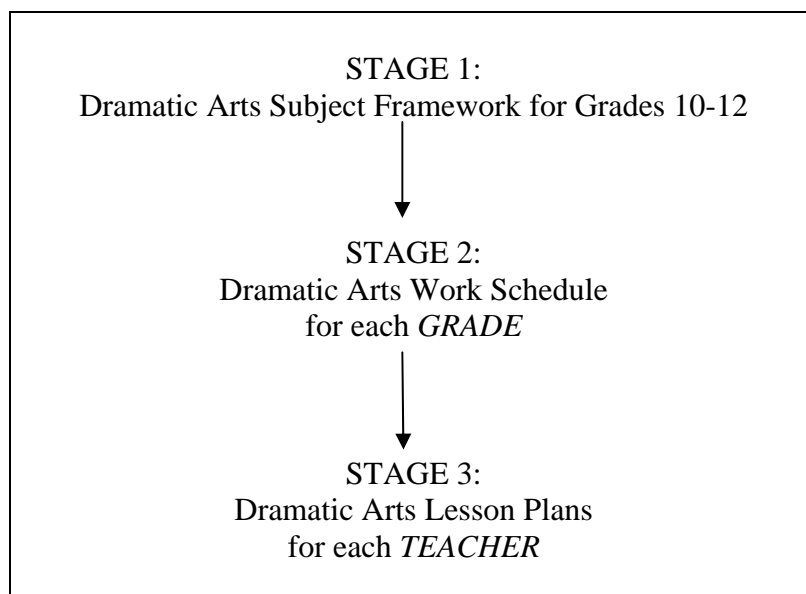 STAGE 1:
Dramatic Arts Subject Framework for Grades 10-12
STAGE 2:
Dramatic Arts Work Schedule
for each GRADE
STAGE 3:
Dramatic Arts Lesson Plans
for each TEACHER